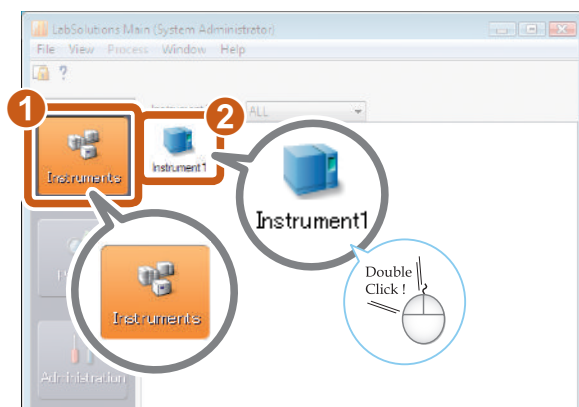 LabSolutions Main (System Administrator)
File View Process Window Help
?
1
2
ALL
Instruments
Instrument1
Instrument1
Instruments
Double
Click !
Administration